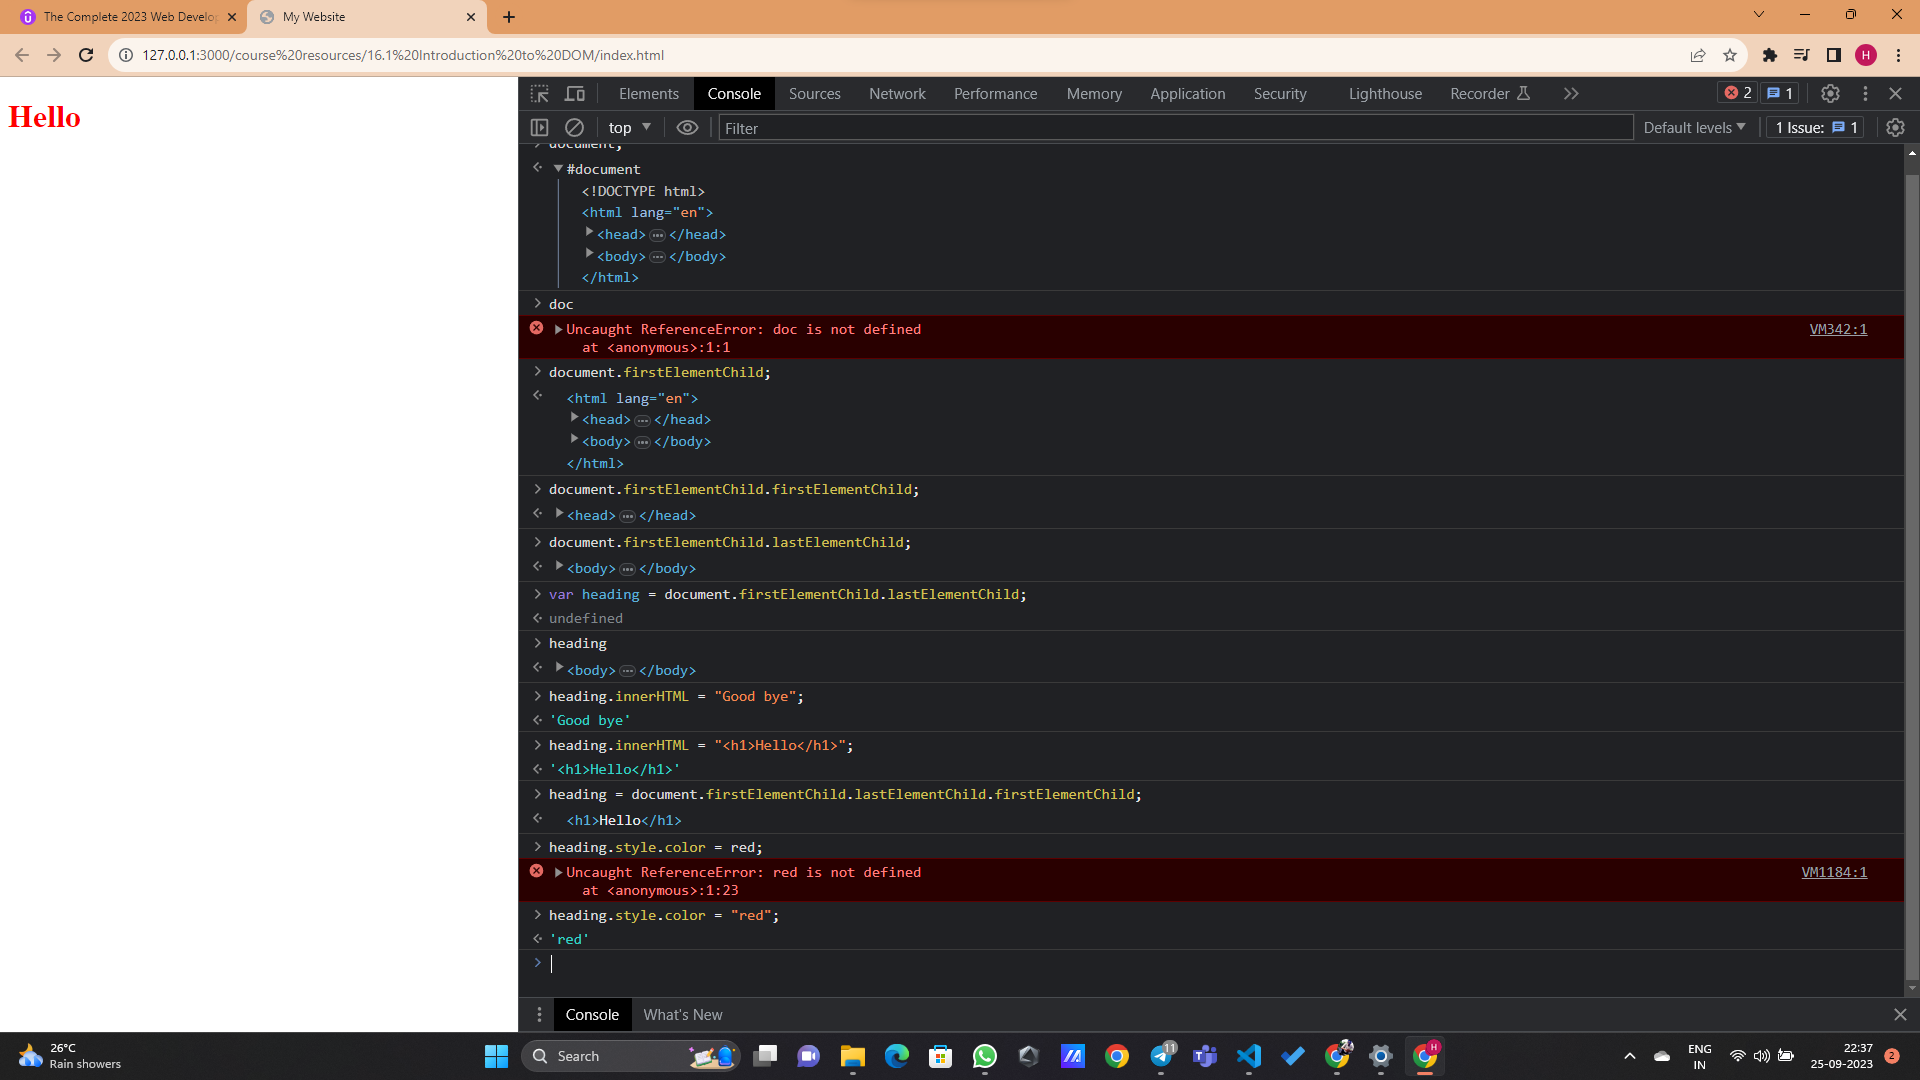 The Complete 2023 Web Develop
My Website
127.0.0.1:3000/course%20resources/16.1%20Introduction%20to%20DOM/index.html
H
Hello
Elements
Console
Sources
Network
Performance
Memory
Application
Security
Lighthouse
Recorder
2
1
top
Filter
Default levels
1 Issue:
1
document;
#document
<!DOCTYPE html>
<html lang="en">
<head> ... </head>
<body> ... </body>
</html>
doc
Uncaught ReferenceError: doc is not defined
VM342:1
at <anonymous>:1:1
document.firstElementChild;
<html lang="en">
<head> ... </head>
<body> ... </body>
</html>
document.firstElementChild.firstElementChild;
<head> ... </head>
document.firstElementChild.lastElementChild;
<body> ... </body>
var heading = document.firstElementChild.lastElementChild;
undefined
heading
<body> ... </body>
heading.innerHTML = "Good bye";
'Good bye'
heading.innerHTML = "<h1>Hello</h1>";
'<h1>Hello</h1>'
heading = document.firstElementChild.lastElementChild.firstElementChild;
<h1>Hello</h1>
heading.style.color = red;
Uncaught ReferenceError: red is not defined
VM1184:1
at <anonymous>:1:23
heading.style.color = "red";
'red'
Console
What's New
26°C
Rain showers
Search
11
H
ENG
IN
22:37
25-09-2023
2